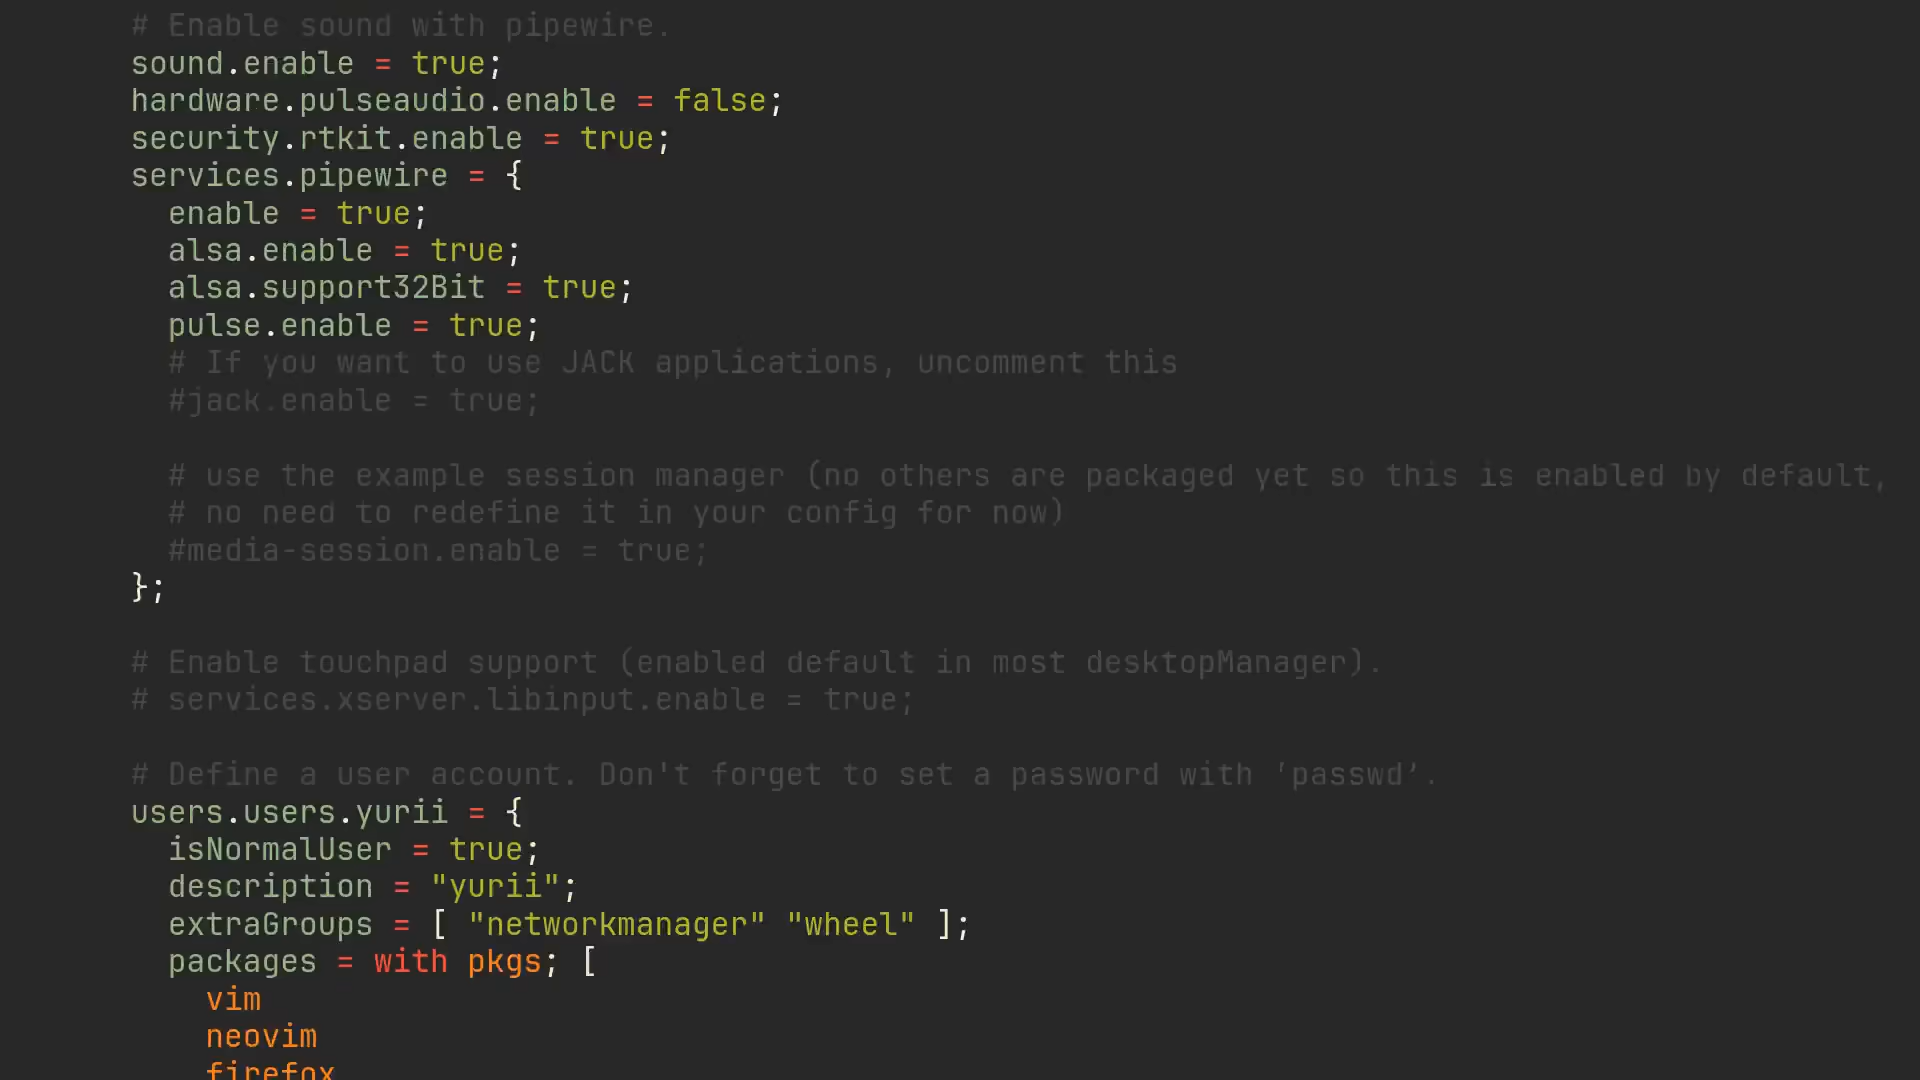 # Enable sound with pipewire.
sound.enable = true;
hardware.pulseaudio.enable = false;
security.rtkit.enable = true;
services.pipewire = {
  enable = true;
  alsa.enable = true;
  alsa.support32Bit = true;
  pulse.enable = true;
  # If you want to use JACK applications, uncomment this
  #jack.enable = true;

  # use the example session manager (no others are packaged yet so this is enabled by default,
  # no need to redefine it in your config for now)
  #media-session.enable = true;
};

# Enable touchpad support (enabled default in most desktopManager).
# services.xserver.libinput.enable = true;

# Define a user account. Don't forget to set a password with ‘passwd’.
users.users.yurii = {
  isNormalUser = true;
  description = "yurii";
  extraGroups = [ "networkmanager" "wheel" ];
  packages = with pkgs; [
    vim
    neovim
    firefox